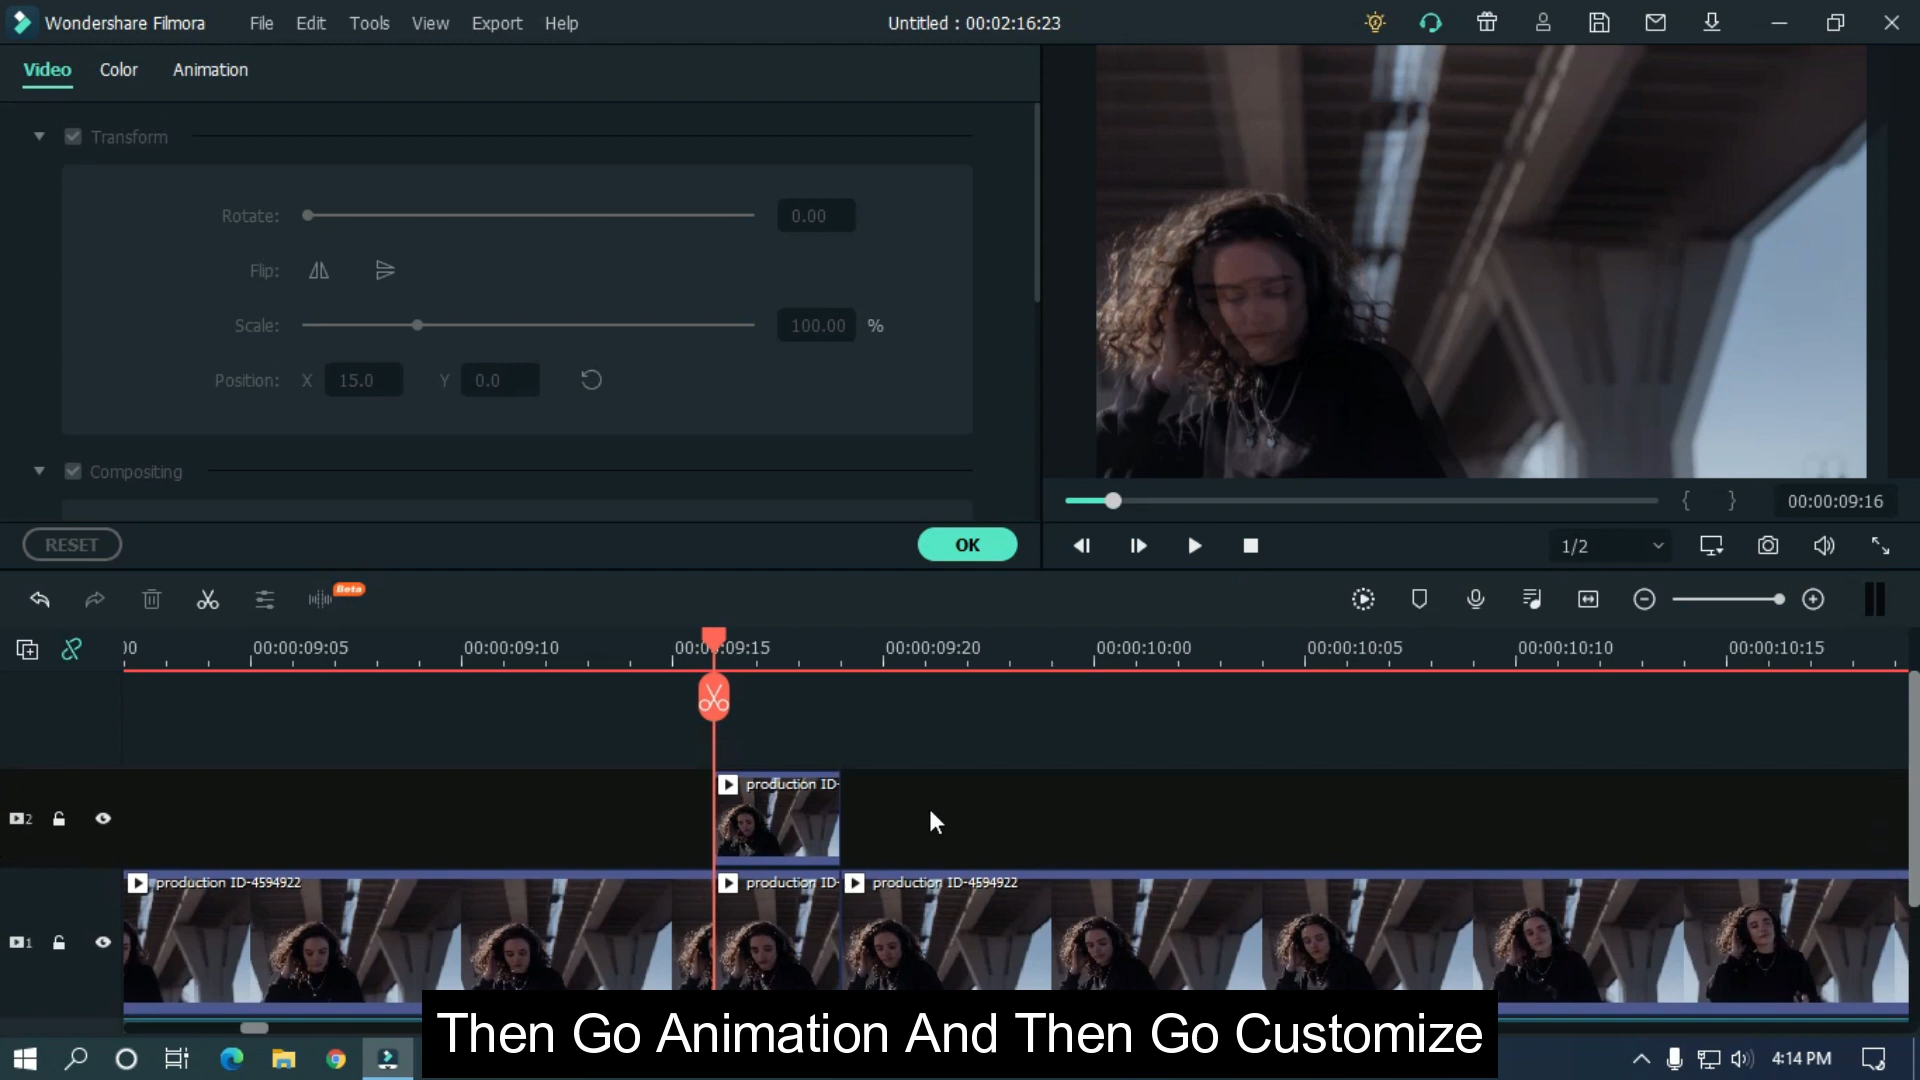 Wondershare Filmora
File Edit Tools View Export Help
Untitled : 00:02:16:23
Video Color Animation
Transform
Rotate: 0.00
Flip:
Scale: 100.00 %
Position: X 15.0 Y 0.0
Compositing
RESET OK
{ } 00:00:09:16
1/2
Beta
00 00:00:09:05 00:00:09:10 00:00:09:15 00:00:09:20 00:00:10:00 00:00:10:05 00:00:10:10 00:00:10:15
production ID-
2
production ID-4594922 production ID- production ID-4594922
1
Then Go Animation And Then Go Customize
4:14 PM